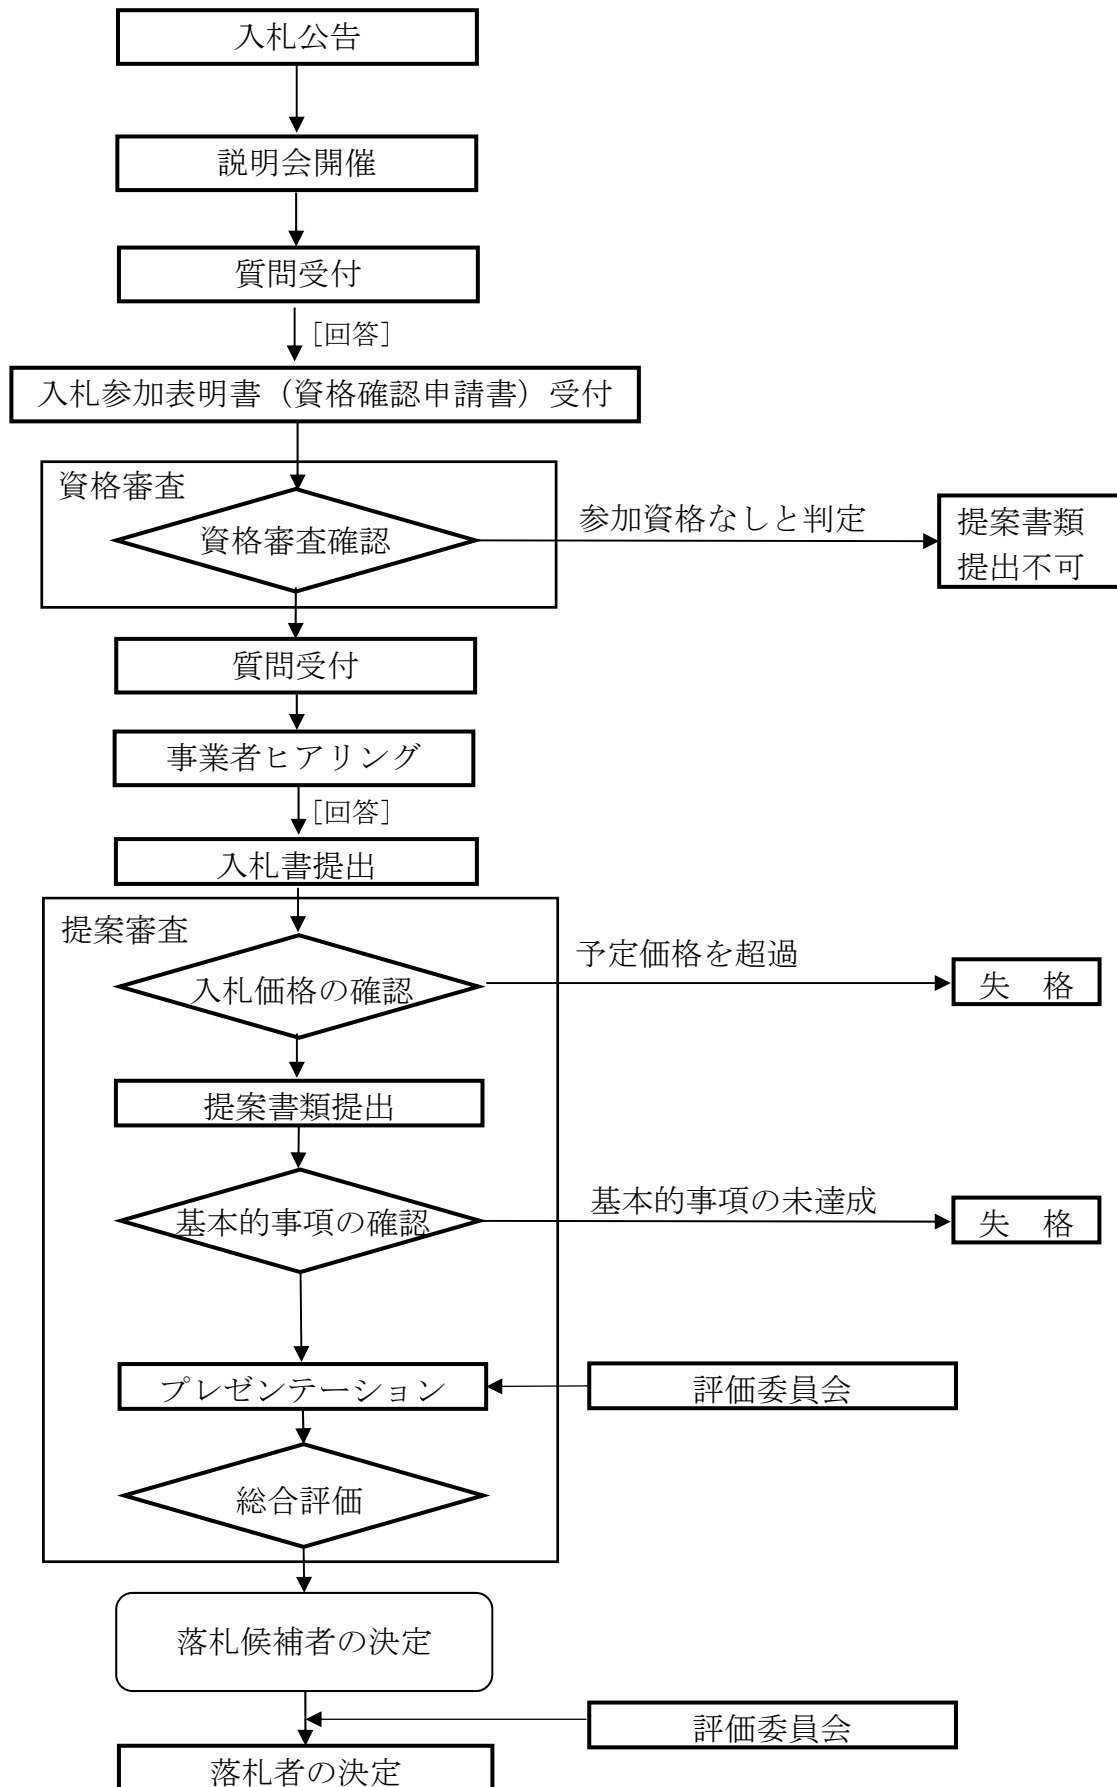 入札公告
説明会開催
質問受付
［回答］
入札参加表明書（資格確認申請書）受付
資格審査
資格審査確認
参加資格なしと判定
提案書類
提出不可
質問受付
事業者ヒアリング
［回答］
入札書提出
提案審査
入札価格の確認
予定価格を超過
失　格
提案書類提出
基本的事項の確認
基本的事項の未達成
失　格
プレゼンテーション
評価委員会
総合評価
落札候補者の決定
評価委員会
落札者の決定